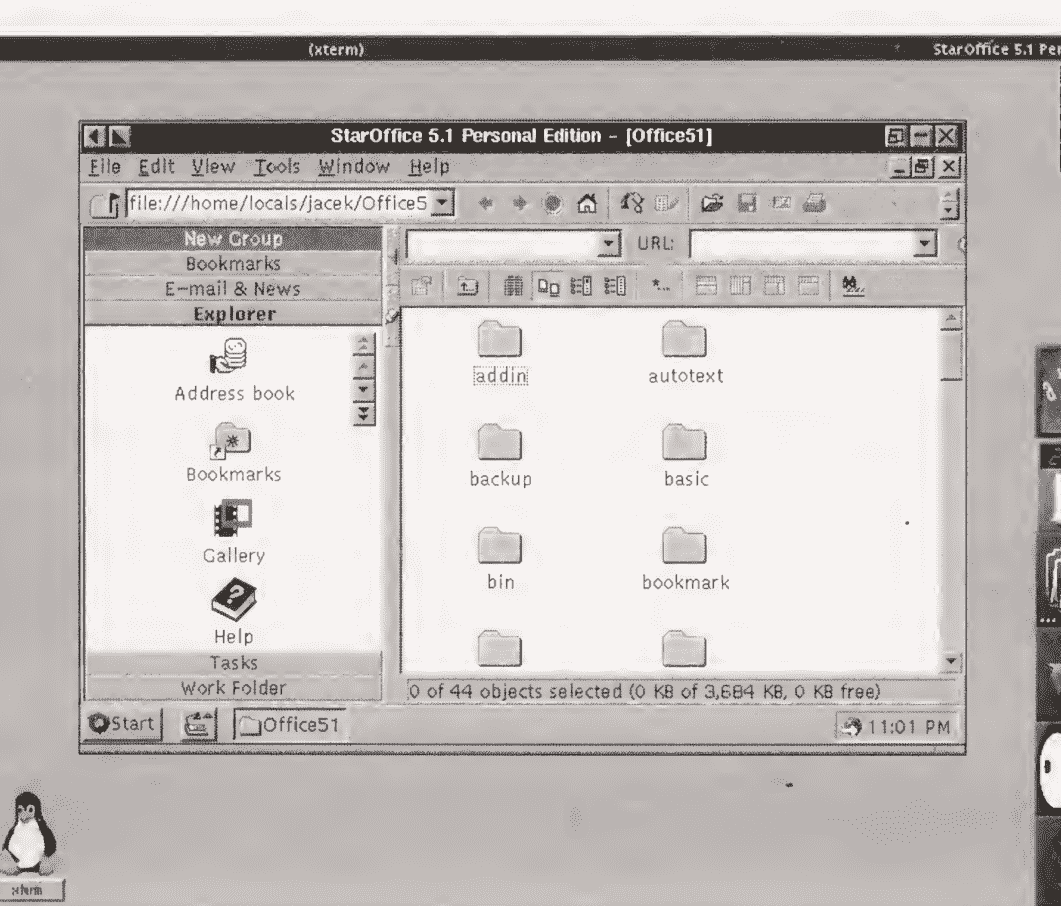 (xterm)
StarOffice 5.1 Per
StarOffice 5.1 Personal Edition - [Office51]
File Edit View Tools Window Help
file:///home/locals/jacek/Office5
New Group
Bookmarks
E-mail & News
Explorer
Address book
Bookmarks
Gallery
Help
Tasks
Work Folder
URL:
addin autotext
backup basic
bin bookmark
0 of 44 objects selected (0 KB of 3,684 KB, 0 KB free)
Start Office51 11:01 PM
xterm